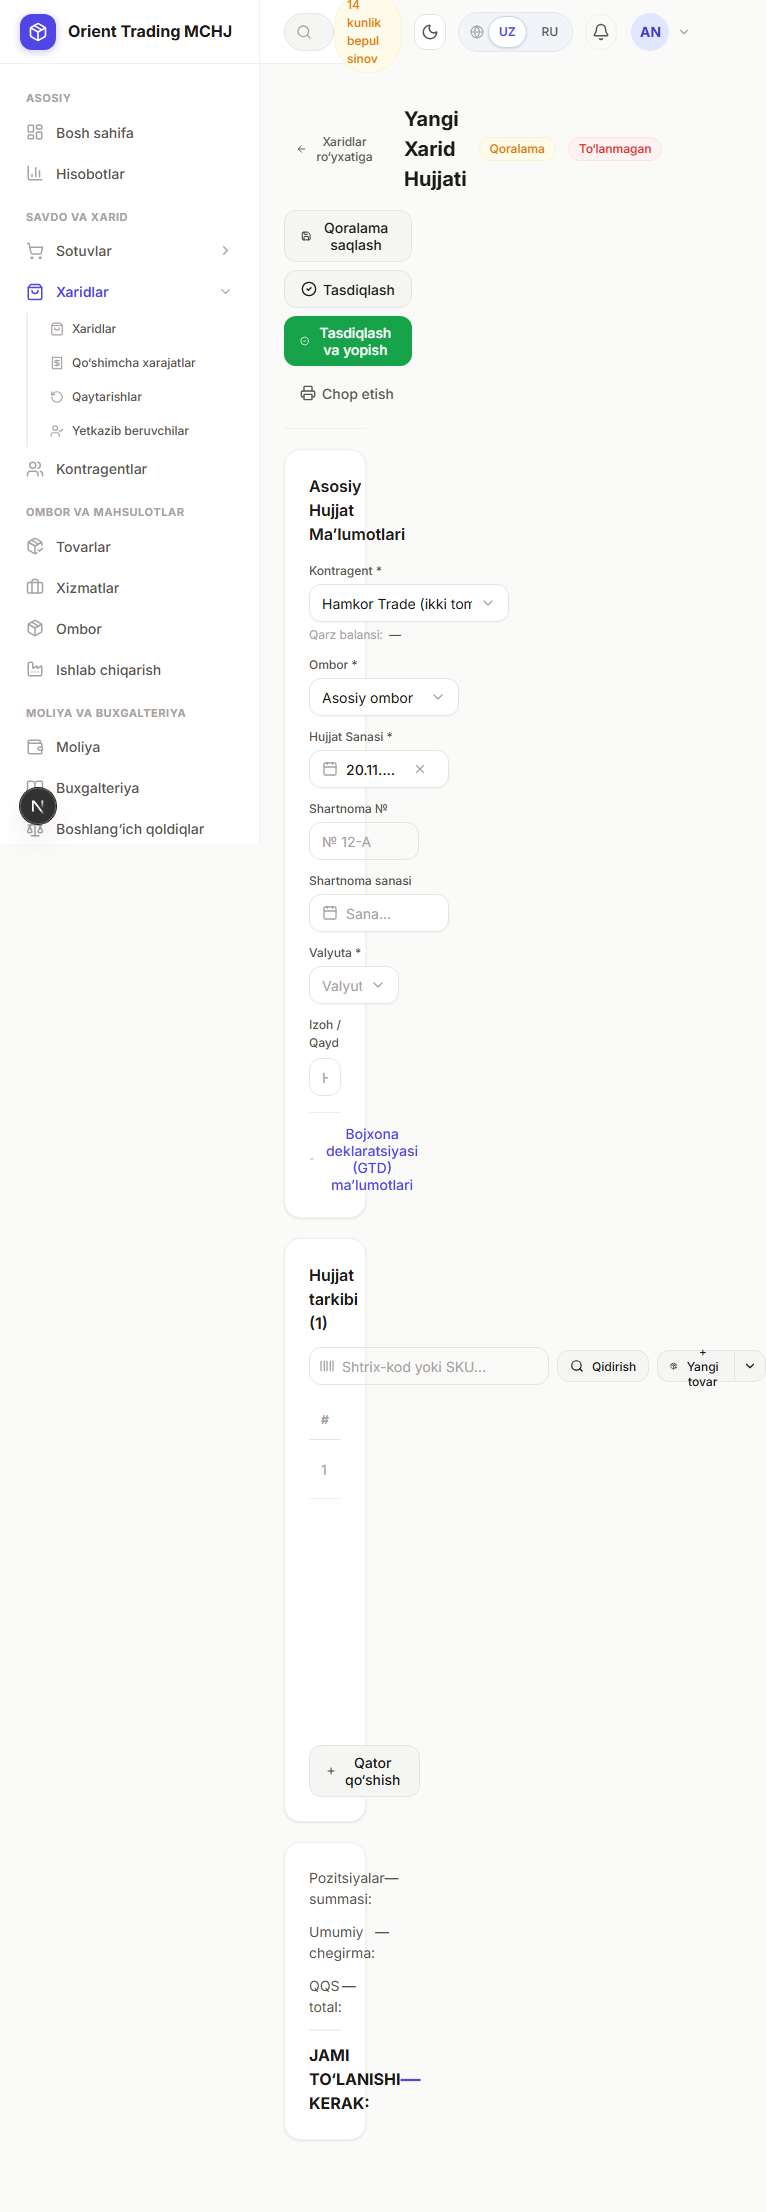 Orient Trading MCHJ
14
kunlik
bepul
sinov
UZ
RU
AN
ASOSIY
Bosh sahifa
Hisobotlar
SAVDO VA XARID
Sotuvlar
Xaridlar
Xaridlar
Qo‘shimcha xarajatlar
Qaytarishlar
Yetkazib beruvchilar
Kontragentlar
OMBOR VA MAHSULOTLAR
Tovarlar
Xizmatlar
Ombor
Ishlab chiqarish
MOLIYA VA BUXGALTERIYA
Moliya
Buxgalteriya
N
Boshlang‘ich qoldiqlar
Xaridlar
ro‘yxatiga
Yangi
Xarid
Hujjati
Qoralama
To‘lanmagan
Qoralama
saqlash
Tasdiqlash
Tasdiqlash
va yopish
Chop etish
Asosiy
Hujjat
Ma’lumotlari
Kontragent *
Hamkor Trade (ikki tom
Qarz balansi: —
Ombor *
Asosiy ombor
Hujjat Sanasi *
20.11....
Shartnoma №
№ 12-A
Shartnoma sanasi
Sana...
Valyuta *
Valyut
Izoh /
Qayd
Bojxona
deklaratsiyasi
(GTD)
ma’lumotlari
Hujjat
tarkibi
(1)
Shtrix-kod yoki SKU...
Qidirish
+
Yangi
tovar
#
1
+ Qator
qo‘shish
Pozitsiyalar—
summasi:
Umumiy —
chegirma:
QQS —
total:
JAMI
TO‘LANISHI—
KERAK: